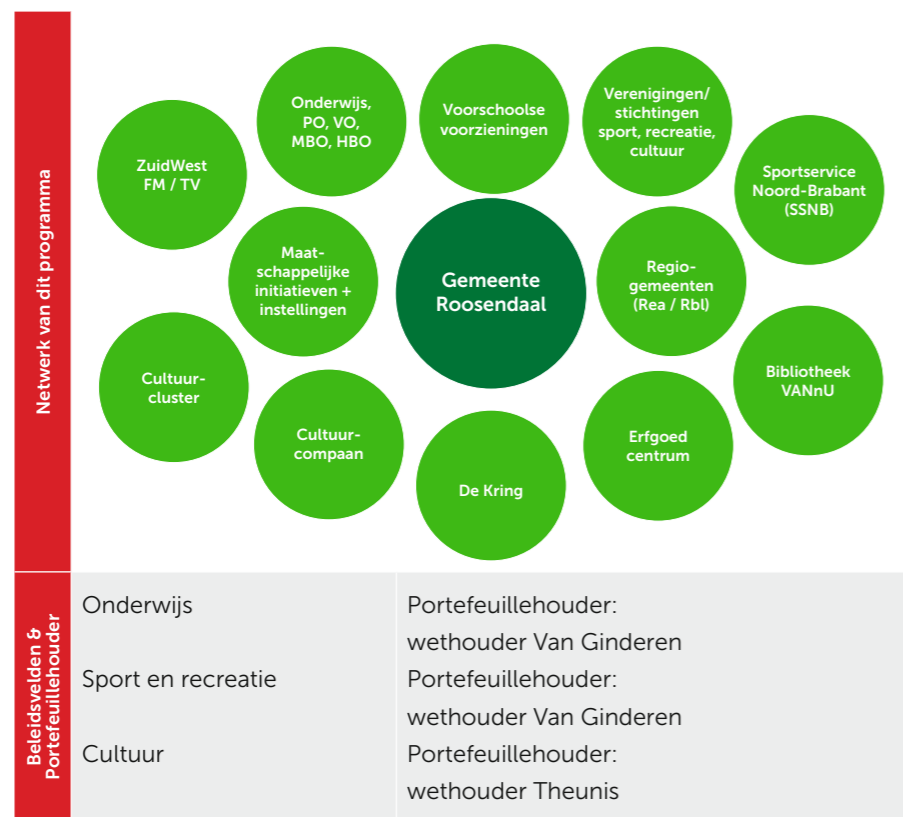 Netwerk van dit programma
Onderwijs,
PO, VO,
MBO, HBO
Voorschoolse
voorzieningen
Verenigingen/
stichtingen
sport, recreatie,
cultuur
ZuidWest
FM / TV
Sportservice
Noord-Brabant
(SSNB)
Maat-
schappelijke
initiatieven +
instellingen
Gemeente
Roosendaal
Regio-
gemeenten
(Rea / Rbl)
Cultuur-
cluster
Bibliotheek
VANnU
Cultuur-
compaan
De Kring
Erfgoed
centrum
Beleidsvelden &
Portefeuillehouder
Onderwijs
Portefeuillehouder:
wethouder Van Ginderen
Sport en recreatie
Portefeuillehouder:
wethouder Van Ginderen
Cultuur
Portefeuillehouder:
wethouder Theunis